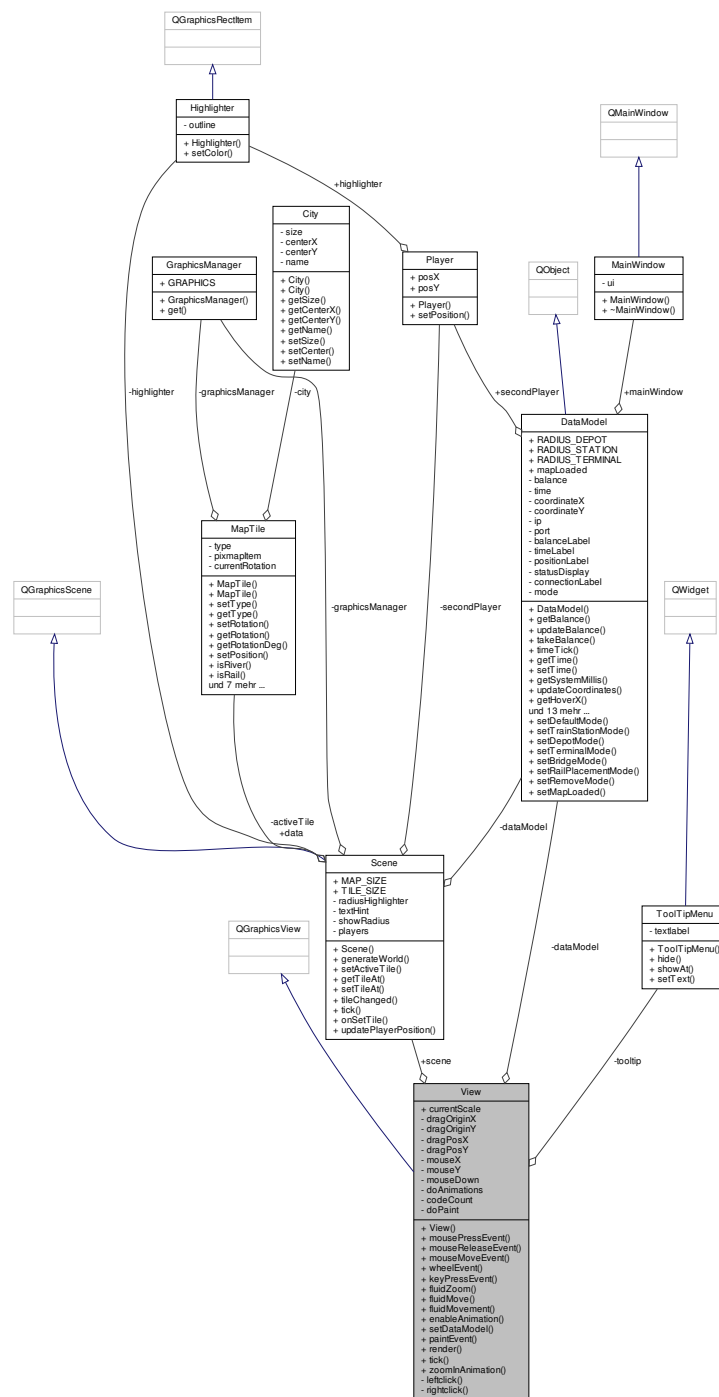 QGraphicsRectItem
Highlighter
- outline
+ Highlighter()
+ setColor()
QMainWindow
+highlighter
City
- size
- centerX
- centerY
- name
+ City()
+ City()
+ getSize()
+ getCenterX()
+ getCenterY()
+ getName()
+ setSize()
+ setCenter()
+ setName()
GraphicsManager
+ GRAPHICS
+ GraphicsManager()
+ get()
Player
+ posX
+ posY
+ Player()
+ setPosition()
QObject
MainWindow
- ui
+ MainWindow()
+ ~MainWindow()
-highlighter
-graphicsManager
-city
+secondPlayer
+mainWindow
DataModel
+ RADIUS_DEPOT
+ RADIUS_STATION
+ RADIUS_TERMINAL
+ mapLoaded
- balance
- time
- coordinateX
- coordinateY
- ip
- port
- balanceLabel
- timeLabel
- positionLabel
- statusDisplay
- connectionLabel
- mode
+ DataModel()
+ getBalance()
+ updateBalance()
+ takeBalance()
+ timeTick()
+ getTime()
+ setTime()
+ getSystemMillis()
+ updateCoordinates()
+ getHoverX()
und 13 mehr ...
+ setDefaultMode()
+ setTrainStationMode()
+ setDepotMode()
+ setTerminalMode()
+ setBridgeMode()
+ setRailPlacementMode()
+ setRemoveMode()
+ setMapLoaded()
MapTile
- type
- pixmapItem
- currentRotation
+ MapTile()
+ MapTile()
+ setType()
+ getType()
+ setRotation()
+ getRotation()
+ getRotationDeg()
+ setPosition()
+ isRiver()
+ isRail()
und 7 mehr ...
QGraphicsScene
-graphicsManager
-secondPlayer
QWidget
-activeTile
+data
-dataModel
Scene
+ MAP_SIZE
+ TILE_SIZE
- radiusHighlighter
- textHint
- showRadius
- players
+ Scene()
+ generateWorld()
+ setActiveTile()
+ getTileAt()
+ setTileAt()
+ tileChanged()
+ tick()
+ onSetTile()
+ updatePlayerPosition()
QGraphicsView
-dataModel
ToolTipMenu
- textlabel
+ ToolTipMenu()
+ hide()
+ showAt()
+ setText()
+scene
-tooltip
View
+ currentScale
- dragOriginX
- dragOriginY
- dragPosX
- dragPosY
- mouseX
- mouseY
- mouseDown
- doAnimations
- codeCount
- doPaint
+ View()
+ mousePressEvent()
+ mouseReleaseEvent()
+ mouseMoveEvent()
+ wheelEvent()
+ keyPressEvent()
+ fluidZoom()
+ fluidMove()
+ fluidMovement()
+ enableAnimation()
+ setDataModel()
+ paintEvent()
+ render()
+ tick()
+ zoomInAnimation()
- leftclick()
- rightclick()